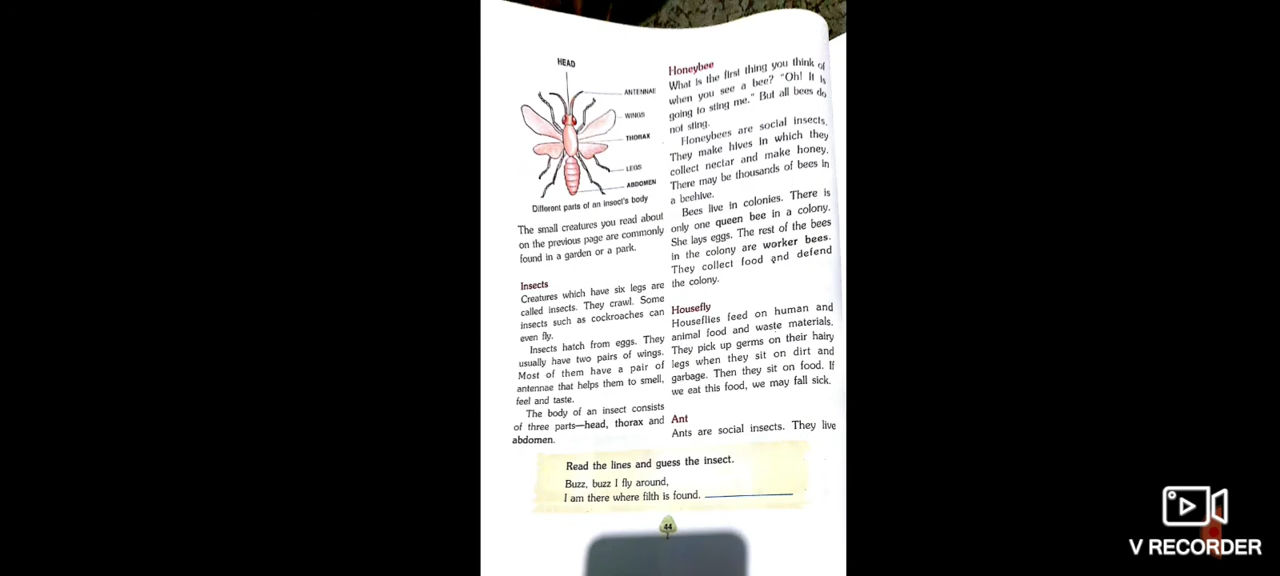 HEAD
ANTENNAE
WINGS
THORAX
LEGS
ABDOMEN
Different parts of an insect's body
The small creatures you read about
on the previous page are commonly
found in a garden or a park.
Insects
Creatures which have six legs are
called insects. They crawl. Some
insects such as cockroaches can
even fly.
Insects hatch from eggs. They
usually have two pairs of wings.
Most of them have a pair of
antennae that helps them to smell,
feel and taste.
The body of an insect consists
of three parts—head, thorax and
abdomen.
Honeybee
What is the first thing you think of
when you see a bee? "Oh! It is
going to sting me." But all bees do
not sting.
Honeybees are social insects.
They make hives in which they
collect nectar and make honey.
There may be thousands of bees in
a beehive.
Bees live in colonies. There is
only one queen bee in a colony.
She lays eggs. The rest of the bees
in the colony are worker bees.
They collect food and defend
the colony.
Housefly
Houseflies feed on human and
animal food and waste materials.
They pick up germs on their hairy
legs when they sit on dirt and
garbage. Then they sit on food. If
we eat this food, we may fall sick.
Ant
Ants are social insects. They live
Read the lines and guess the insect.
Buzz, buzz I fly around,
I am there where filth is found.
44
V RECORDER